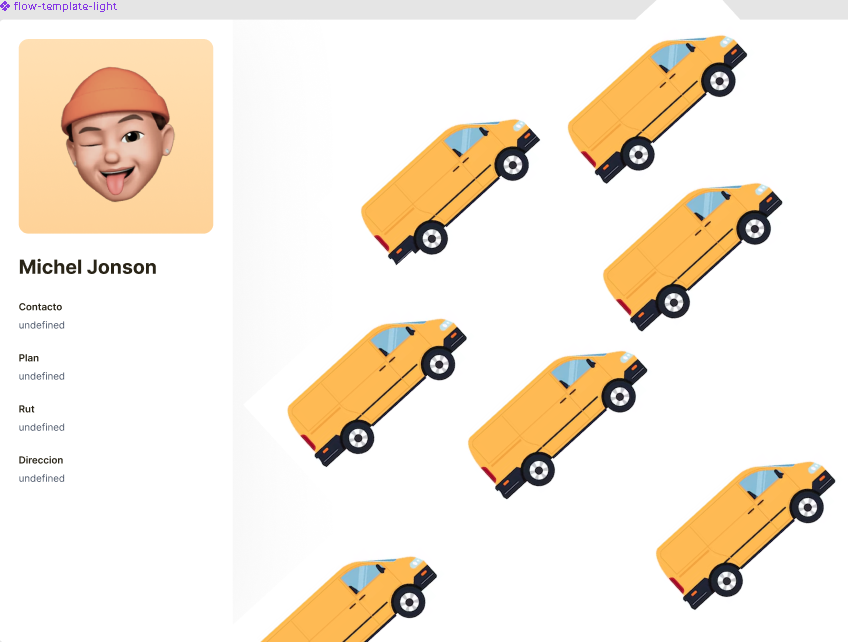 flow-template-light
Michel Jonson
Contacto
undefined
Plan
undefined
Rut
undefined
Direccion
undefined